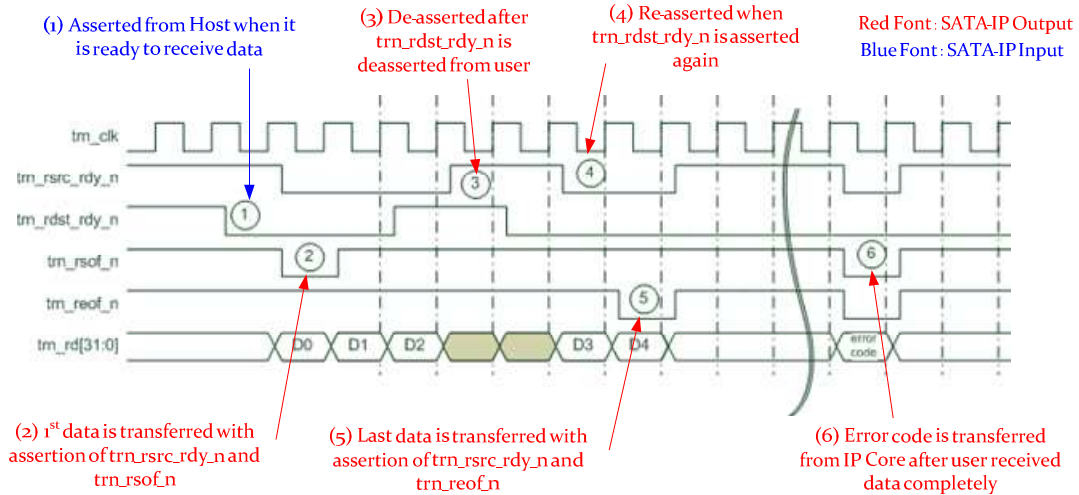 (1) Asserted from Host when it
is ready to receive data
(3) De-asserted after
trn_rdst_rdy_n is
deasserted from user
(4) Re-asserted when
trn_rdst_rdy_n is asserted
again
Red Font : SATA-IP Output
Blue Font : SATA-IP Input
trn_clk
trn_rsrc_rdy_n
3
4
trn_rdst_rdy_n
1
trn_rsof_n
2
6
trn_reof_n
5
trn_rd[31:0]
D0
D1
D2
D3
D4
error
code
(2) 1st data is transferred with
assertion of trn_rsrc_rdy_n and
trn_rsof_n
(5) Last data is transferred with
assertion of trn_rsrc_rdy_n and
trn_reof_n
(6) Error code is transferred
from IP Core after user received
data completely